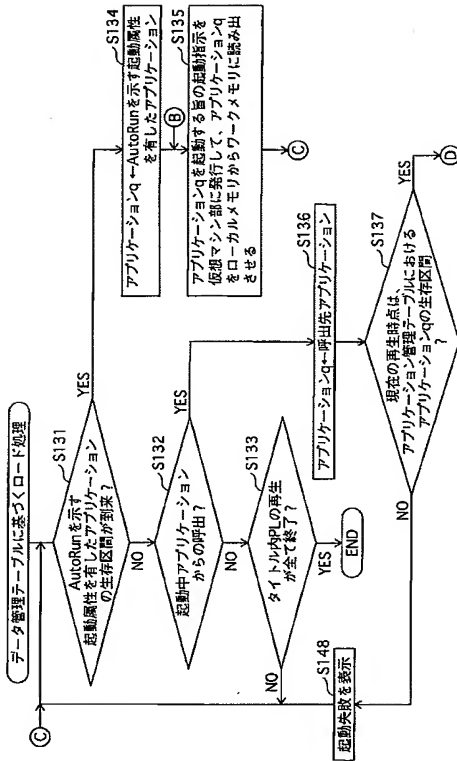 データ管理テーブルに基づくロード処理
Ⓒ
S131
AutoRunを示す
起動属性を有したアプリケーション
の生存区間が到来？
YES
NO
S132
起動中アプリケーション
からの呼出？
YES
NO
S133
タイトル内PLの再生
が全て終了？
NO
YES
END
S134
アプリケーションq ←AutoRunを示す起動属性
を有したアプリケーション
Ⓑ
S135
アプリケーションqを起動する旨の起動指示を
仮想マシン部に発行して、アプリケーションq
をローカルメモリからワークメモリに読み出
させる
Ⓒ
S136
アプリケーションq←呼出先アプリケーション
S137
現在の再生時点は、
アプリケーション管理テーブルにおける
アプリケーションqの生存区間
？
YES
Ⓓ
NO
S148
起動失敗を表示